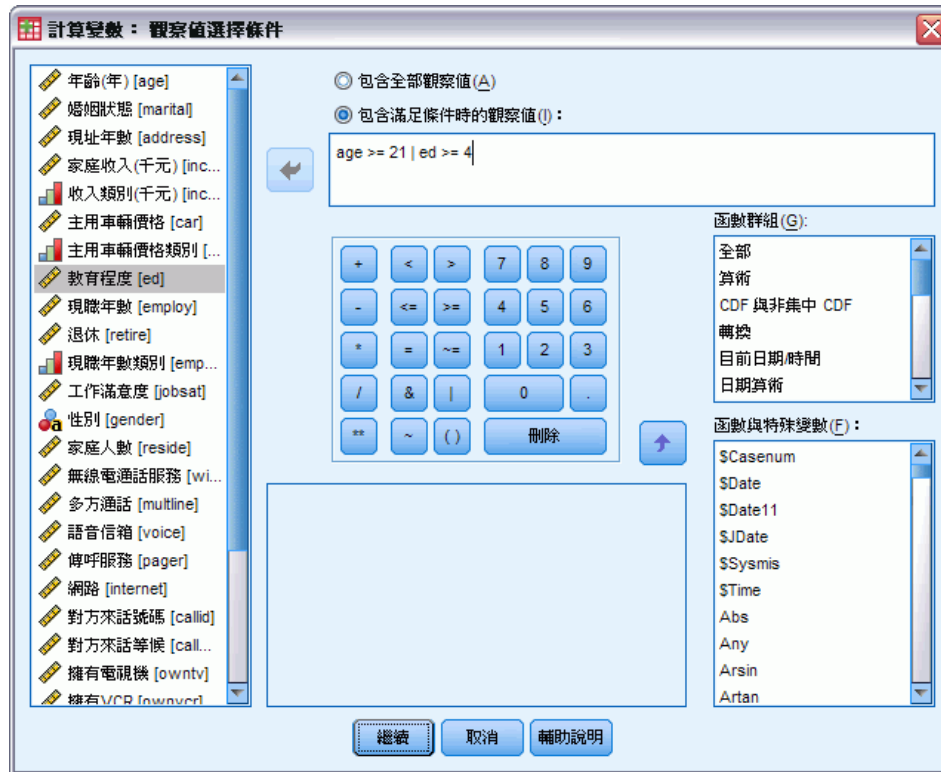 計算變數: 觀察值選擇條件
年齡(年) [age]
婚姻狀態 [marital]
現址年數 [address]
家庭收入(千元) [inc...
收入類別(千元) [inc...
主用車輛價格 [car]
主用車輛價格類別 [...
教育程度 [ed]
現職年數 [employ]
退休 [retire]
現職年數類別 [emp...
工作滿意度 [jobsat]
性別 [gender]
家庭人數 [reside]
無線電通話服務 [wi...
多方通話 [multline]
語音信箱 [voice]
傳呼服務 [pager]
網路 [internet]
對方來話號碼 [callid]
對方來話等候 [call...
擁有電視機 [owntv]
擁有VCR [ownvcr]
包含全部觀察值(A)
包含滿足條件時的觀察值(I):
age >= 21 | ed >= 4
+ < > 7 8 9
- <= >= 4 5 6
* = ~= 1 2 3
/ & | 0 .
** ~ ( ) 刪除
函數群組(G):
全部
算術
CDF 與非集中 CDF
轉換
目前日期/時間
日期算術
函數與特殊變數(F):
$Casenum
$Date
$Date11
$JDate
$Sysmis
$Time
Abs
Any
Arsin
Artan
繼續 取消 輔助說明